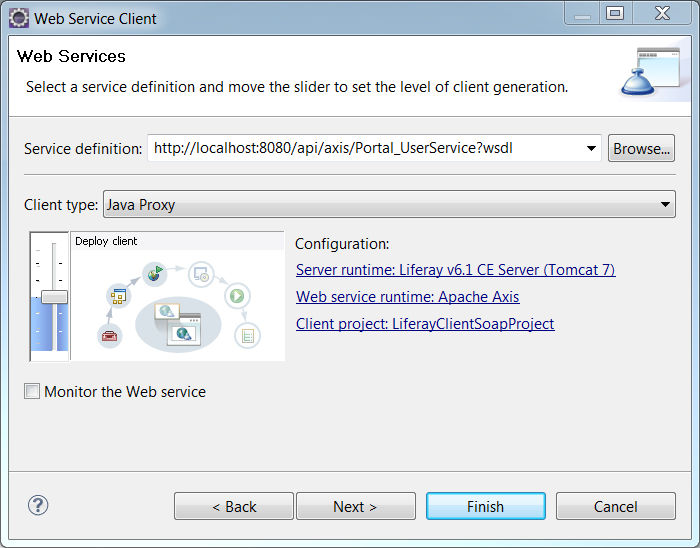 Web Service Client
Web Services
Select a service definition and move the slider to set the level of client generation.
Service definition: http://localhost:8080/api/axis/Portal_UserService?wsdl Browse...
Client type: Java Proxy
Deploy client
Configuration:
Server runtime: Liferay v6.1 CE Server (Tomcat 7)
Web service runtime: Apache Axis
Client project: LiferayClientSoapProject
Monitor the Web service
? < Back Next > Finish Cancel